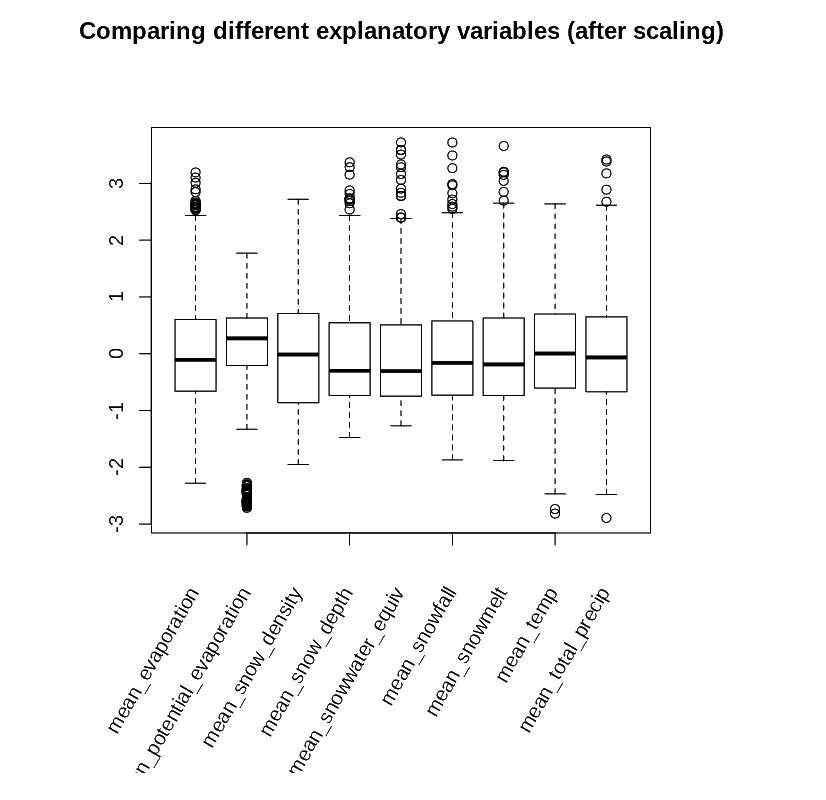 Comparing different explanatory variables (after scaling)
3
2
1
0
-1
-2
-3
mean_evaporation
n_potential_evaporation
mean_snow_density
mean_snow_depth
mean_snowwater_equiv
mean_snowfall
mean_snowmelt
mean_temp
mean_total_precip